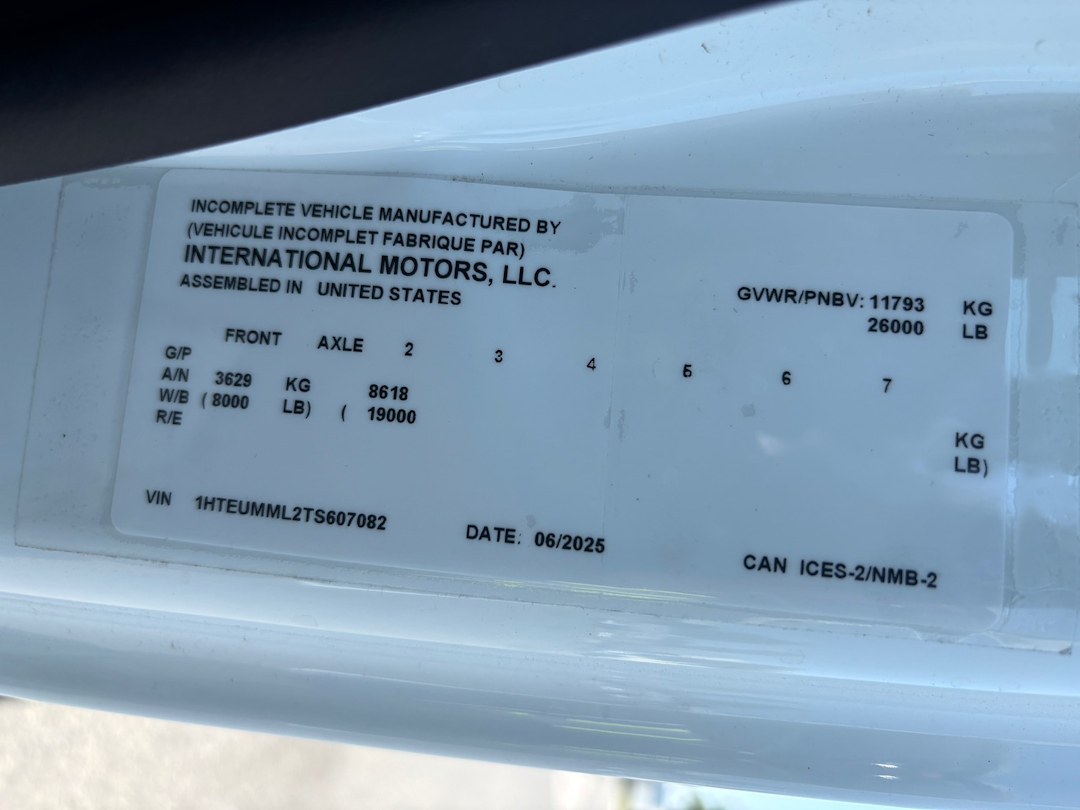 INCOMPLETE VEHICLE MANUFACTURED BY
(VEHICULE INCOMPLET FABRIQUE PAR)
INTERNATIONAL MOTORS, LLC.
ASSEMBLED IN UNITED STATES
GVWR/PNBV: 11793 KG
26000 LB
FRONT AXLE 2 3 4 5 6 7
G/P
A/N 3629 KG 8618 KG
W/B ( 8000 LB) ( 19000 LB)
R/E
VIN 1HTEUMML2TS607082
DATE: 06/2025
CAN ICES-2/NMB-2